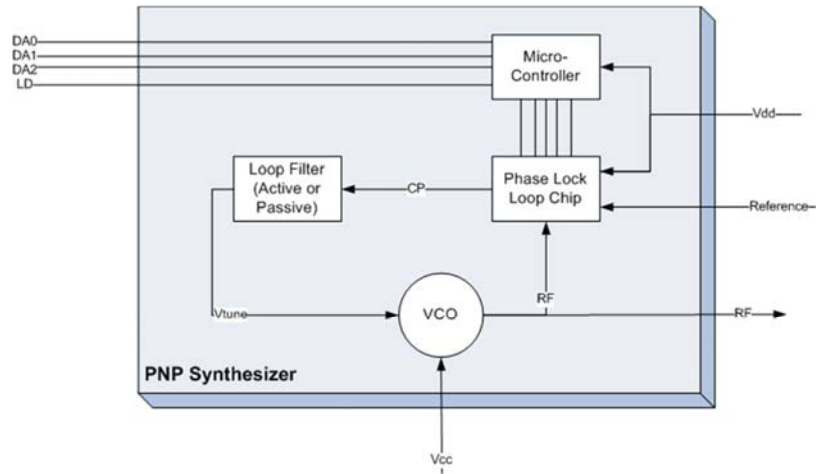 DA0
DA1
DA2
LD
Micro-
Controller
Vdd
Loop Filter
(Active or
Passive)
CP
Phase Lock
Loop Chip
Reference
RF
Vtune
VCO
RF
PNP Synthesizer
Vcc